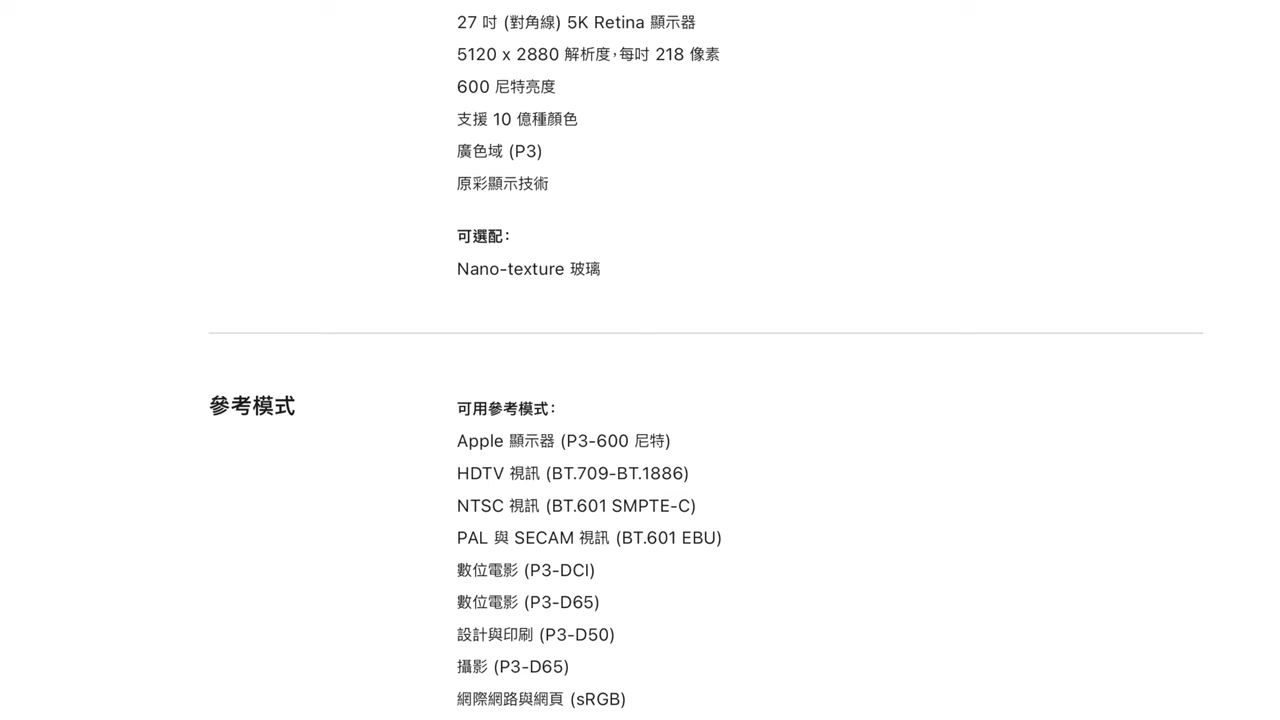 27 吋 (對角線) 5K Retina 顯示器
5120 x 2880 解析度，每吋 218 像素
600 尼特亮度
支援 10 億種顏色
廣色域 (P3)
原彩顯示技術
可選配：
Nano-texture 玻璃
參考模式
可用參考模式：
Apple 顯示器 (P3-600 尼特)
HDTV 視訊 (BT.709-BT.1886)
NTSC 視訊 (BT.601 SMPTE-C)
PAL 與 SECAM 視訊 (BT.601 EBU)
數位電影 (P3-DCI)
數位電影 (P3-D65)
設計與印刷 (P3-D50)
攝影 (P3-D65)
網際網路與網頁 (sRGB)